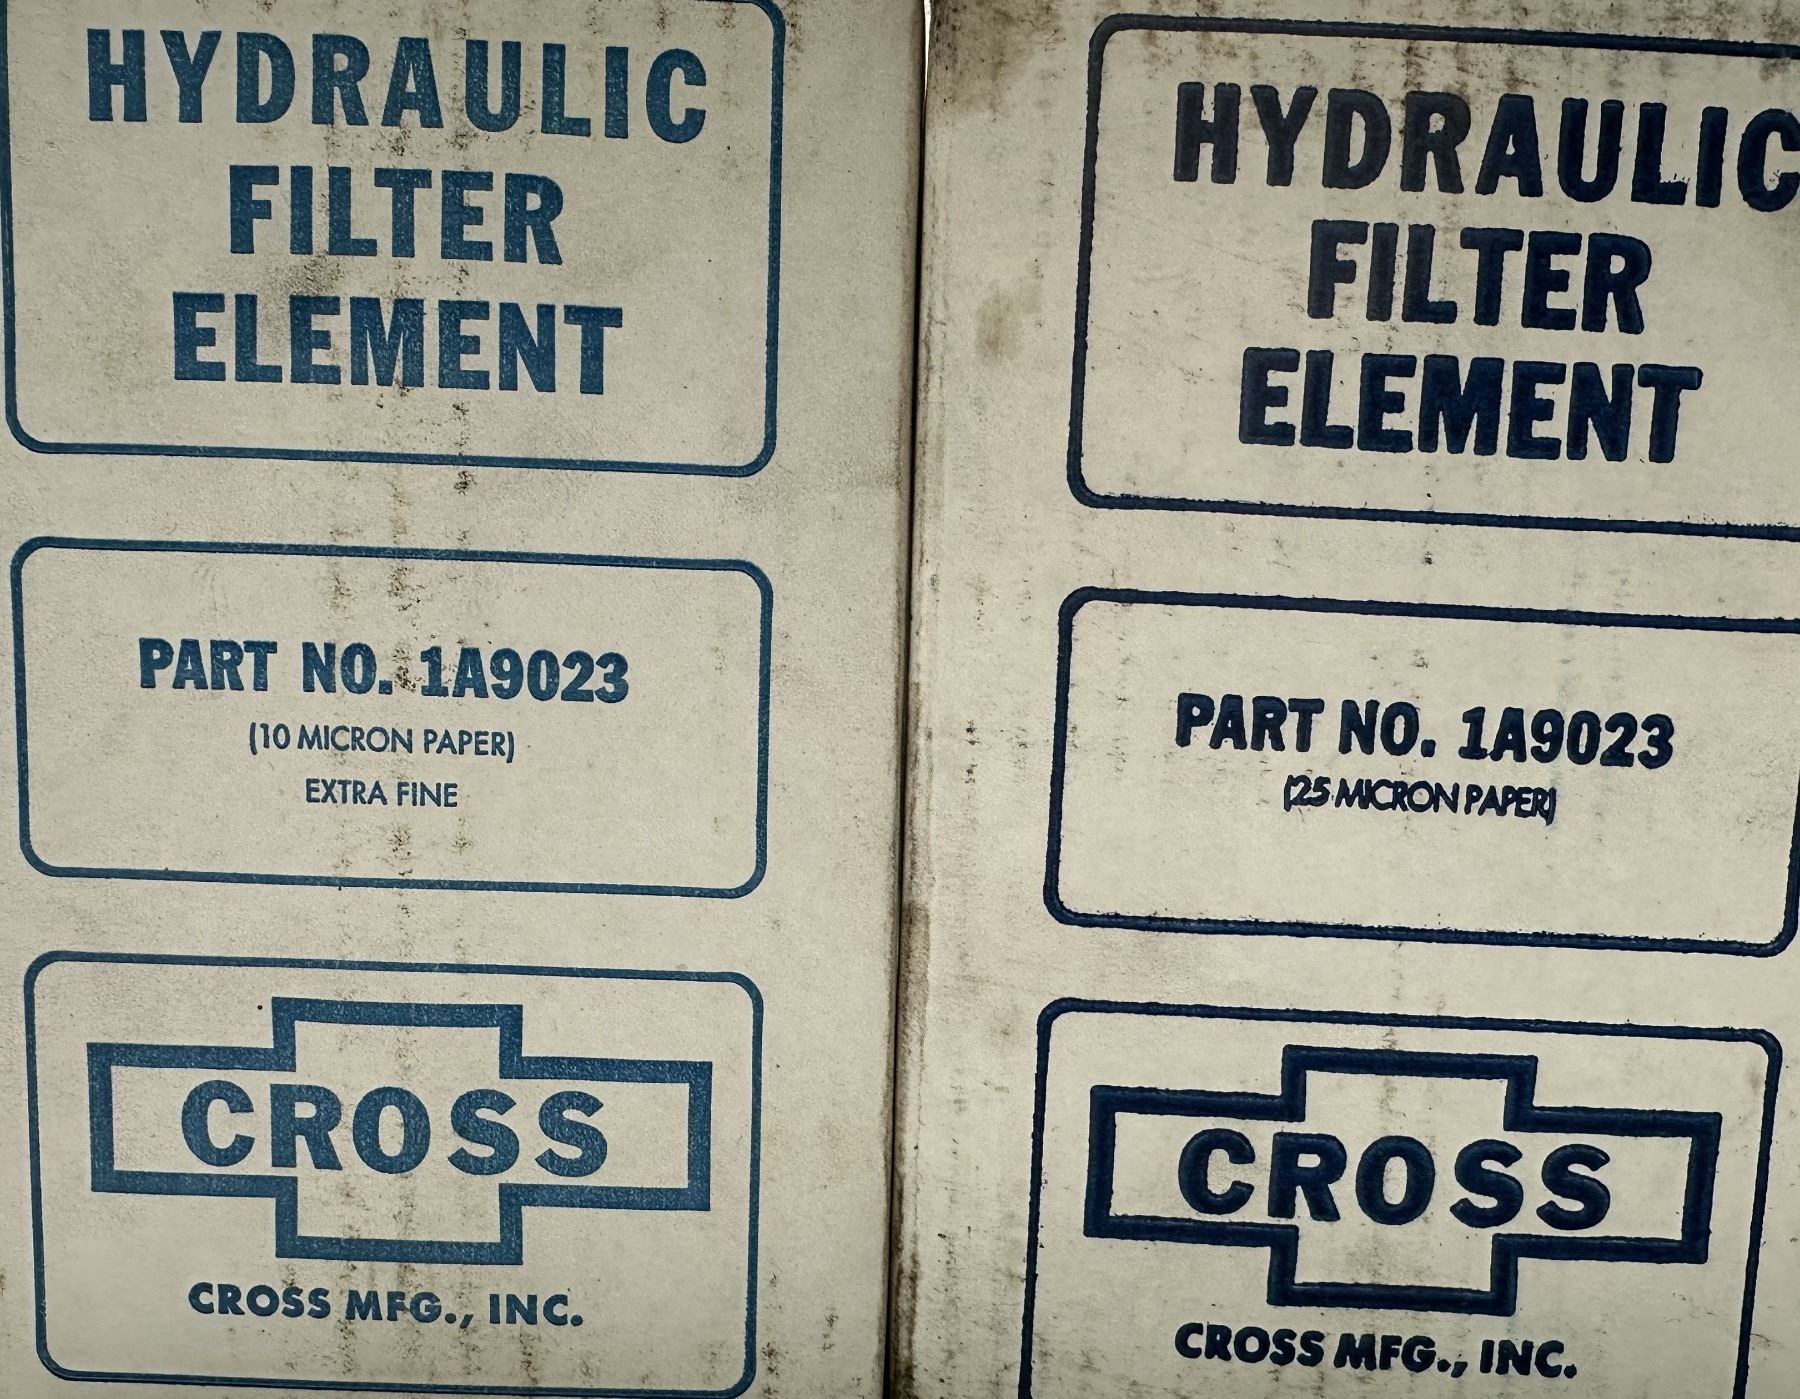 HYDRAULIC
FILTER
ELEMENT
PART NO. 1A9023
(10 MICRON PAPER)
EXTRA FINE
CROSS
CROSS MFG., INC.
HYDRAULIC
FILTER
ELEMENT
PART NO. 1A9023
(25 MICRON PAPER)
CROSS
CROSS MFG., INC.